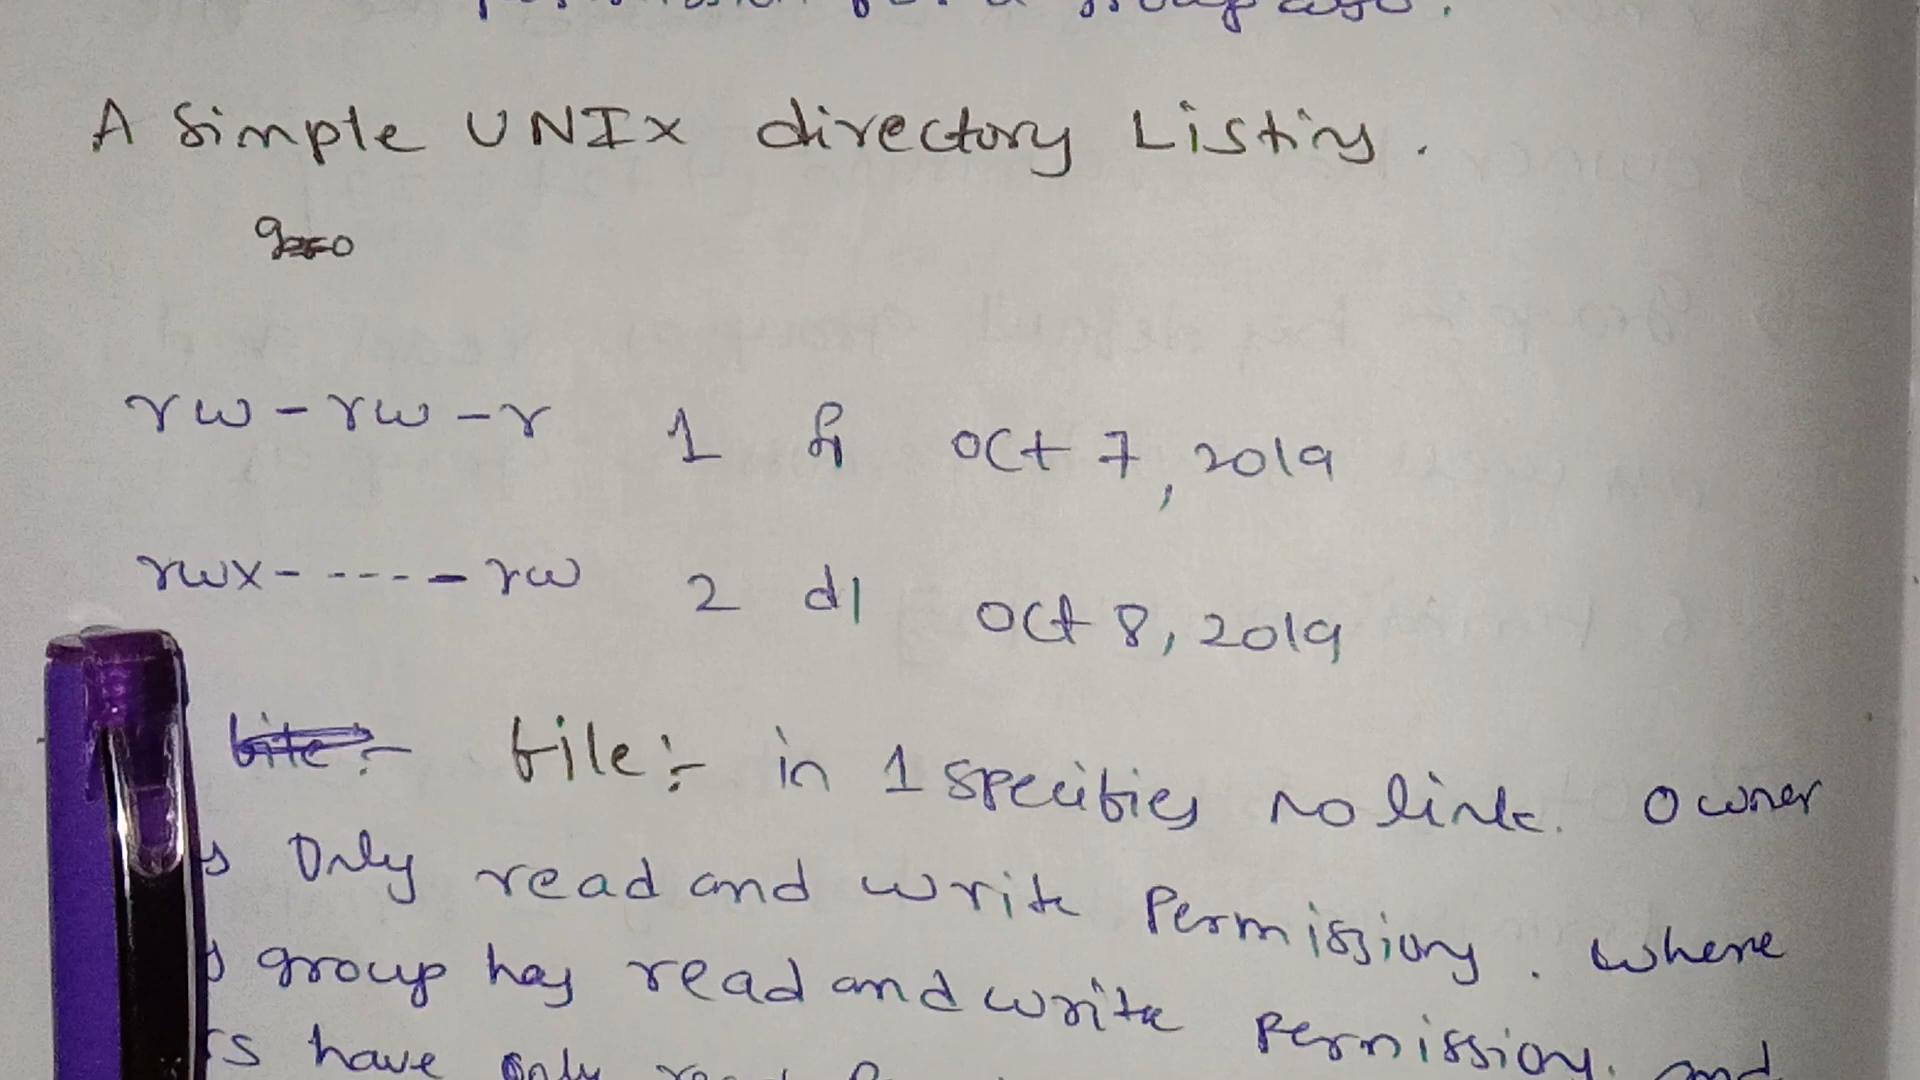 A Simple UNIX directory Listing.
rw-rw-r 1 f1 oct 7, 2019
rwx-----rw 2 d1 oct 8, 2019
file:- in 1 specifies no link. Owner
only read and write Permissions. Where
group has read and write Permission. and
have only